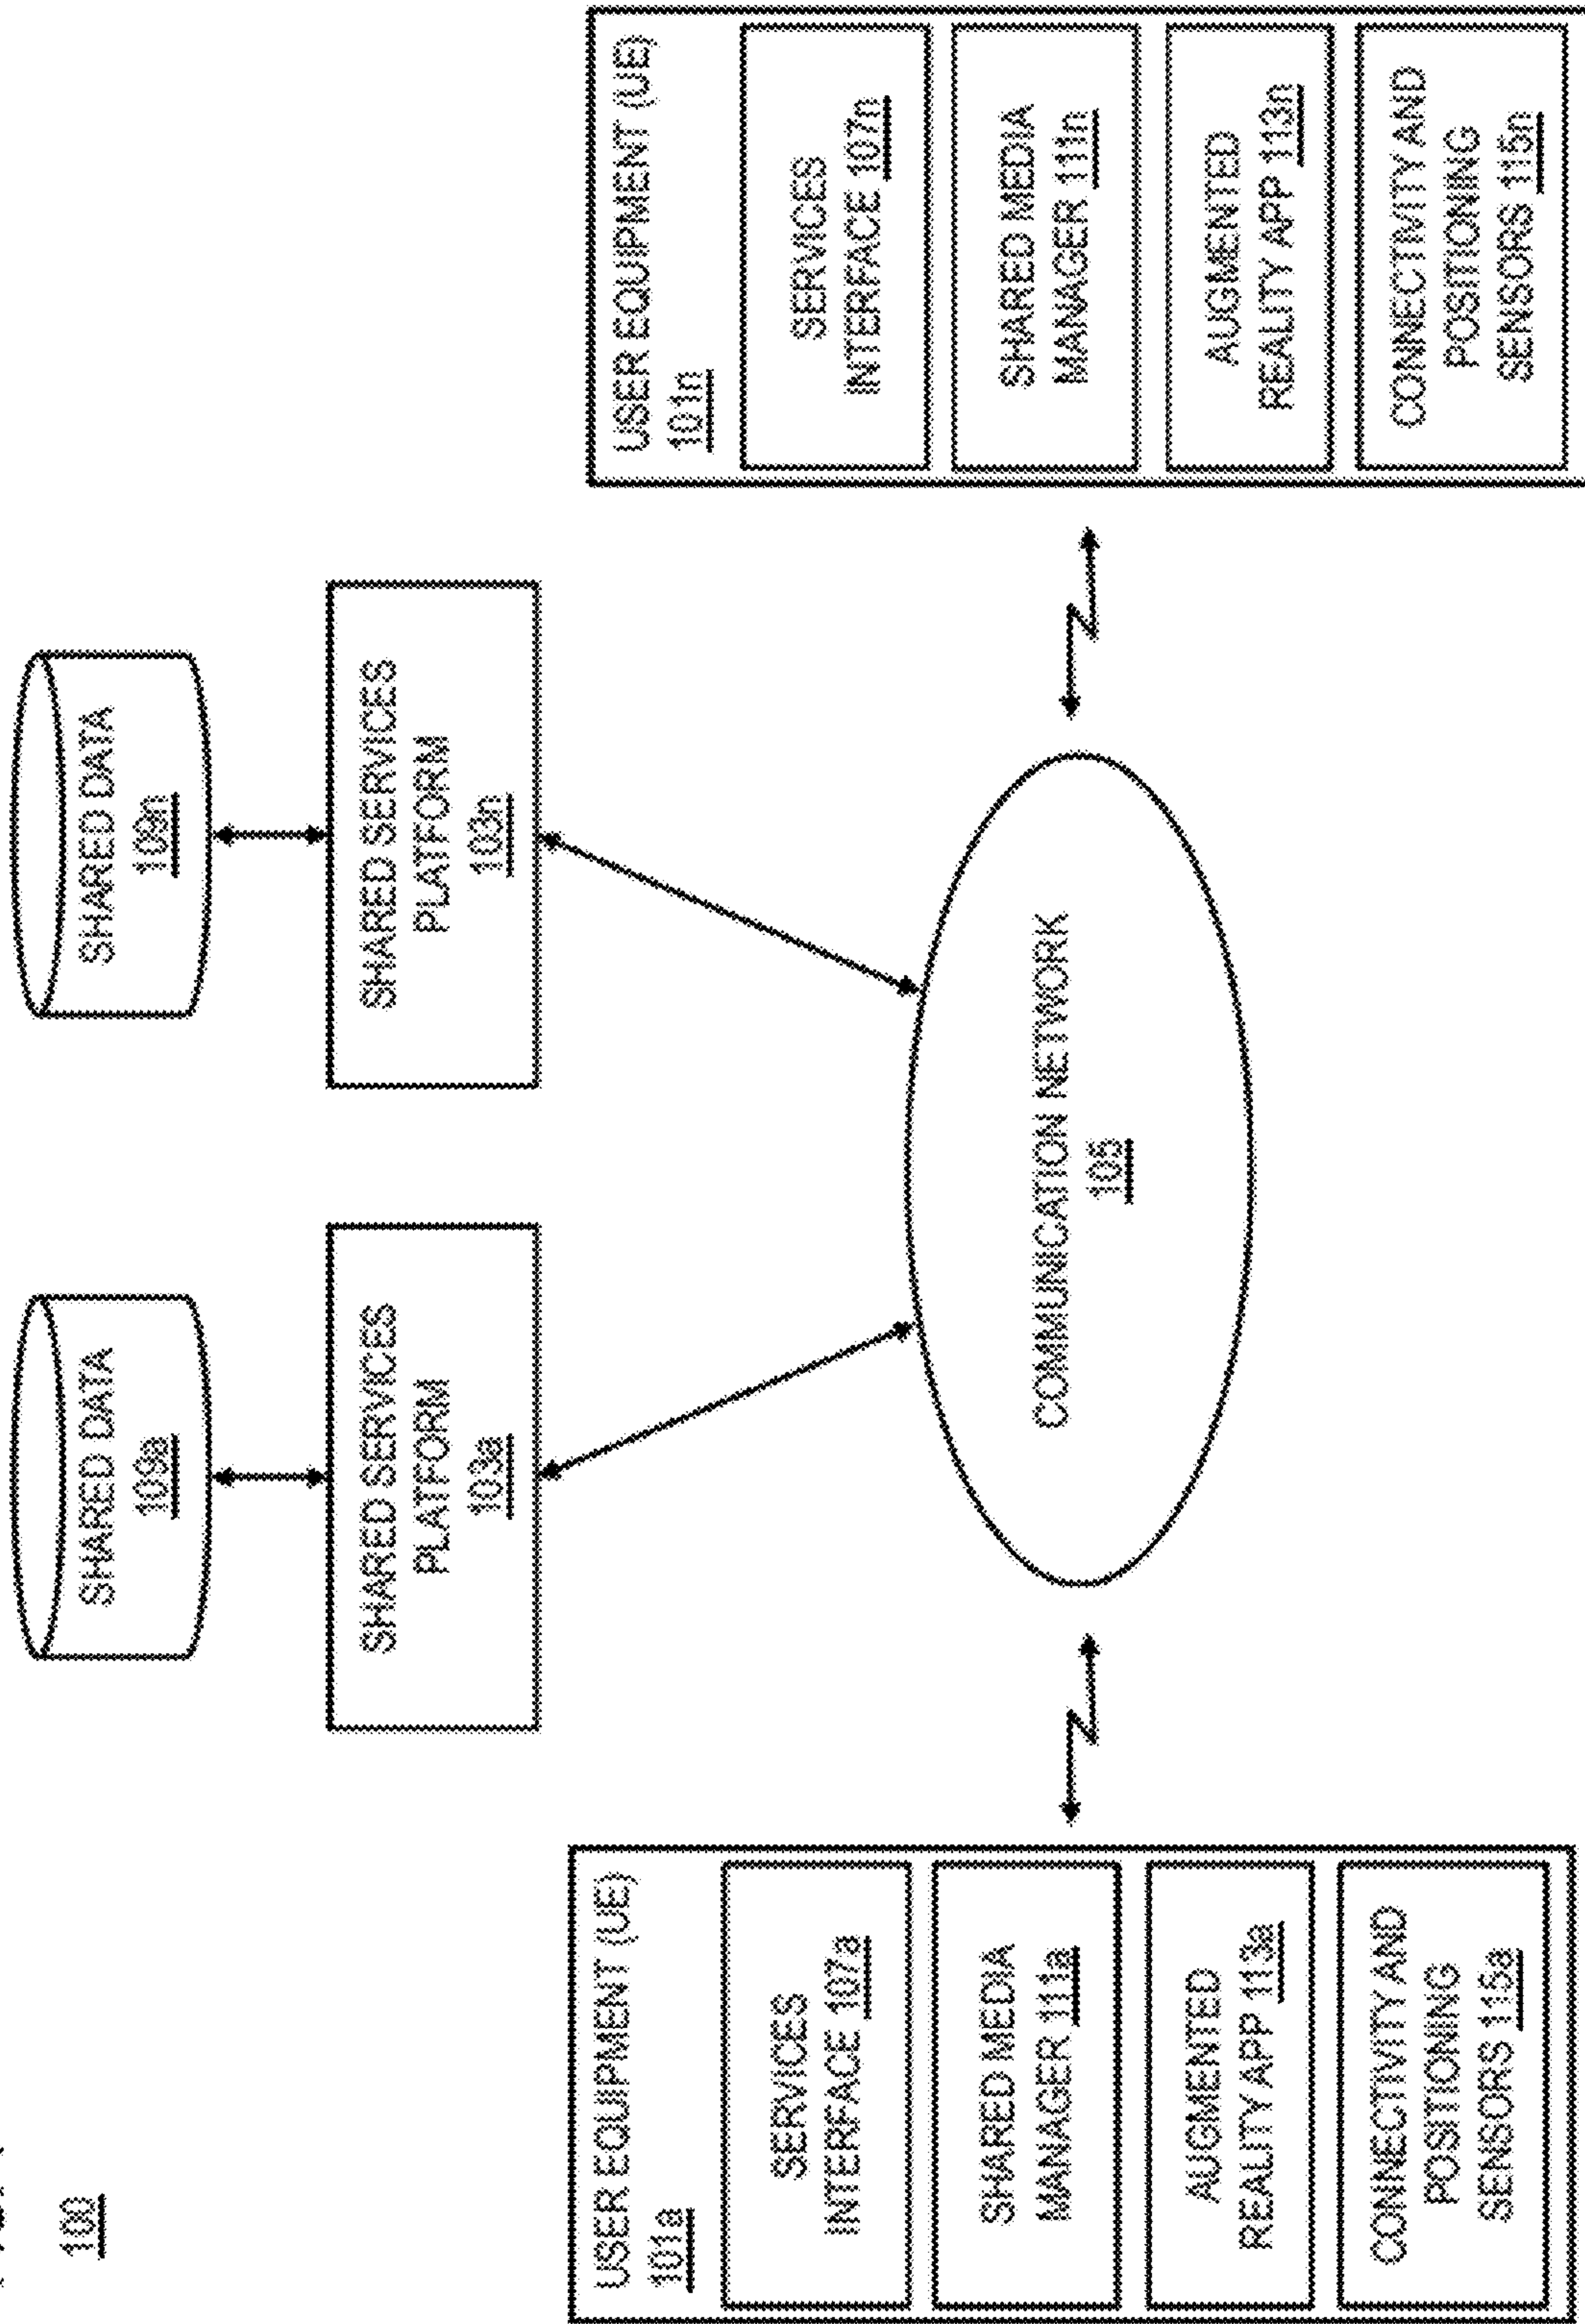 100
SHARED DATA
109a
SHARED DATA
109n
SHARED SERVICES
PLATFORM
103a
SHARED SERVICES
PLATFORM
103n
USER EQUIPMENT (UE)
101a
SERVICES
INTERFACE 107a
SHARED MEDIA
MANAGER 111a
AUGMENTED
REALITY APP 113a
CONNECTIVITY AND
POSITIONING
SENSORS 115a
COMMUNICATION NETWORK
105
USER EQUIPMENT (UE)
101n
SERVICES
INTERFACE 107n
SHARED MEDIA
MANAGER 111n
AUGMENTED
REALITY APP 113n
CONNECTIVITY AND
POSITIONING
SENSORS 115n